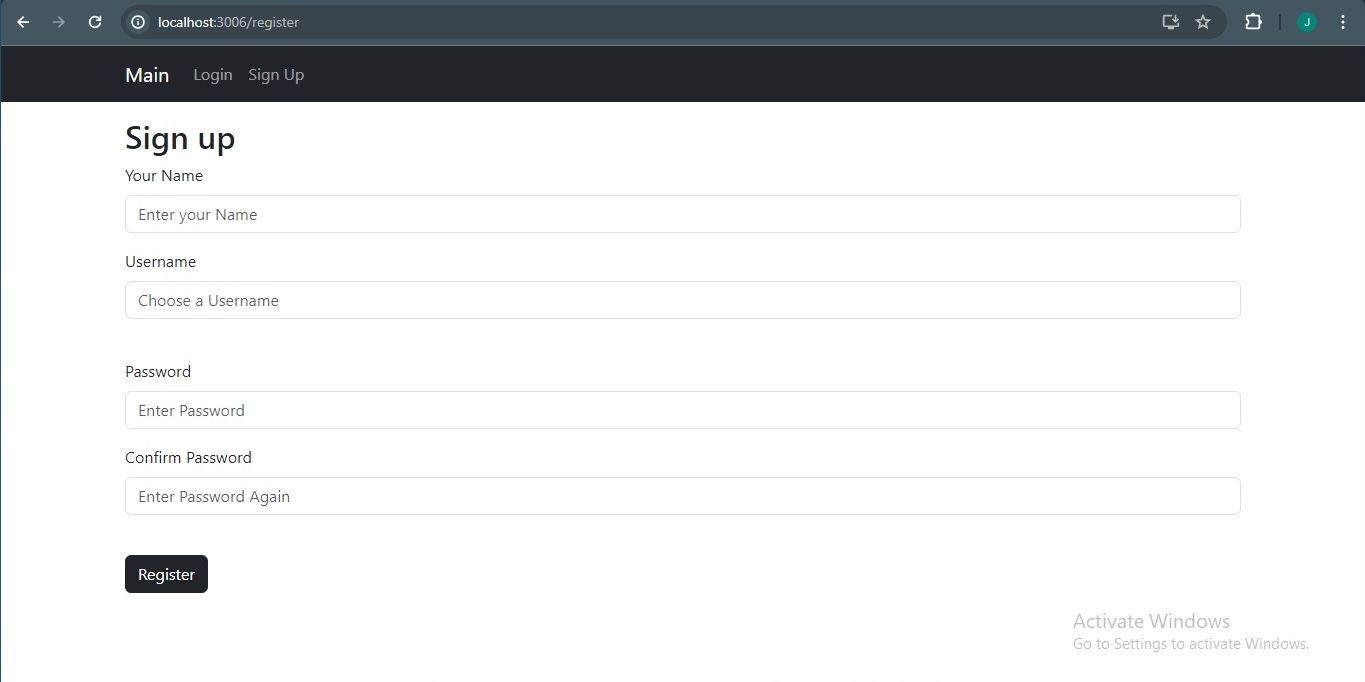 localhost:3006/register
J
Main Login Sign Up
Sign up
Your Name
Enter your Name
Username
Choose a Username
Password
Enter Password
Confirm Password
Enter Password Again
Register
Activate Windows
Go to Settings to activate Windows.